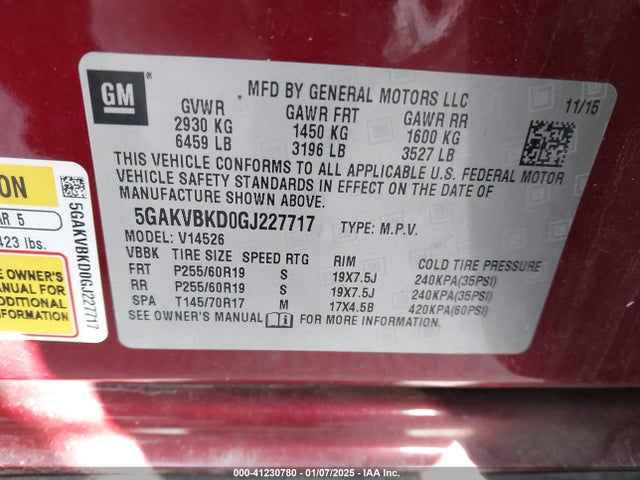 GM
MFD BY GENERAL MOTORS LLC
11/15
GVWR GAWR FRT GAWR RR
2930 KG 1450 KG 1600 KG
6459 LB 3196 LB 3527 LB
THIS VEHICLE CONFORMS TO ALL APPLICABLE U.S. FEDERAL MOTOR
VEHICLE SAFETY STANDARDS IN EFFECT ON THE DATE OF
MANUFACTURE SHOWN ABOVE.
5GAKVBKD0GJ227717 TYPE: M.P.V.
MODEL: V14526
VBBK TIRE SIZE SPEED RTG RIM COLD TIRE PRESSURE
FRT P255/60R19 S 19X7.5J 240KPA(35PSI)
RR P255/60R19 S 19X7.5J 240KPA(35PSI)
SPA T145/70R17 M 17X4.5B 420KPA(60PSI)
SEE OWNER'S MANUAL FOR MORE INFORMATION.
ON
AR 5
423 lbs.
E OWNER'S
MANUAL FOR
ADDITIONAL
INFORMATION
5GAKVBKD0GJ227717
000-41230780 - 01/07/2025 - IAA Inc.